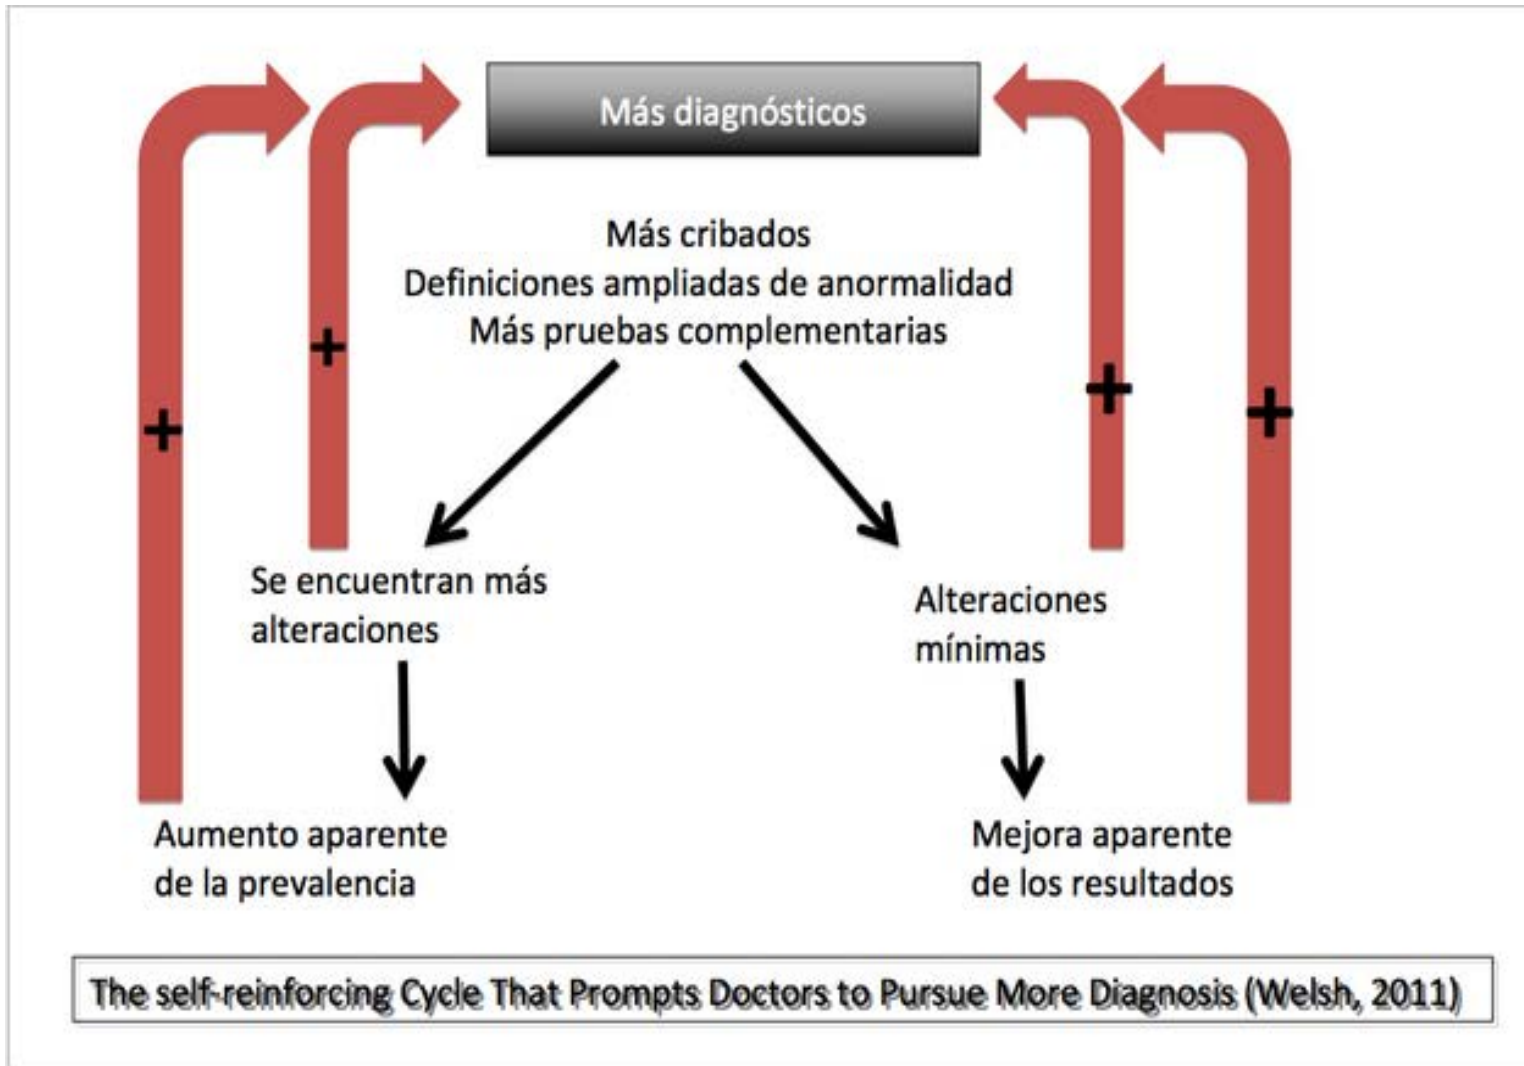 Más diagnósticos
Más cribados
Definiciones ampliadas de anormalidad
Más pruebas complementarias
+
+
+
+
Se encuentran más
alteraciones
Alteraciones
mínimas
Aumento aparente
de la prevalencia
Mejora aparente
de los resultados
The self-reinforcing Cycle That Prompts Doctors to Pursue More Diagnosis (Welsh, 2011)